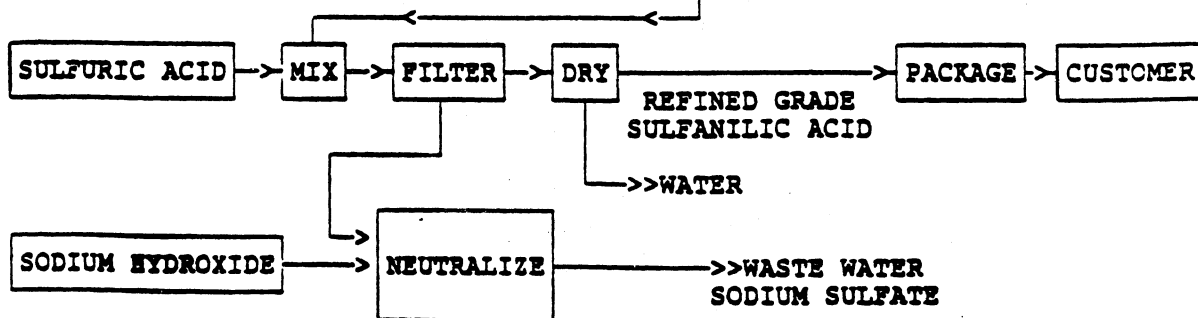 SULFURIC ACID
MIX
FILTER
DRY
PACKAGE
CUSTOMER
REFINED GRADE
SULFANILIC ACID
>>WATER
SODIUM HYDROXIDE
NEUTRALIZE
>>WASTE WATER
SODIUM SULFATE